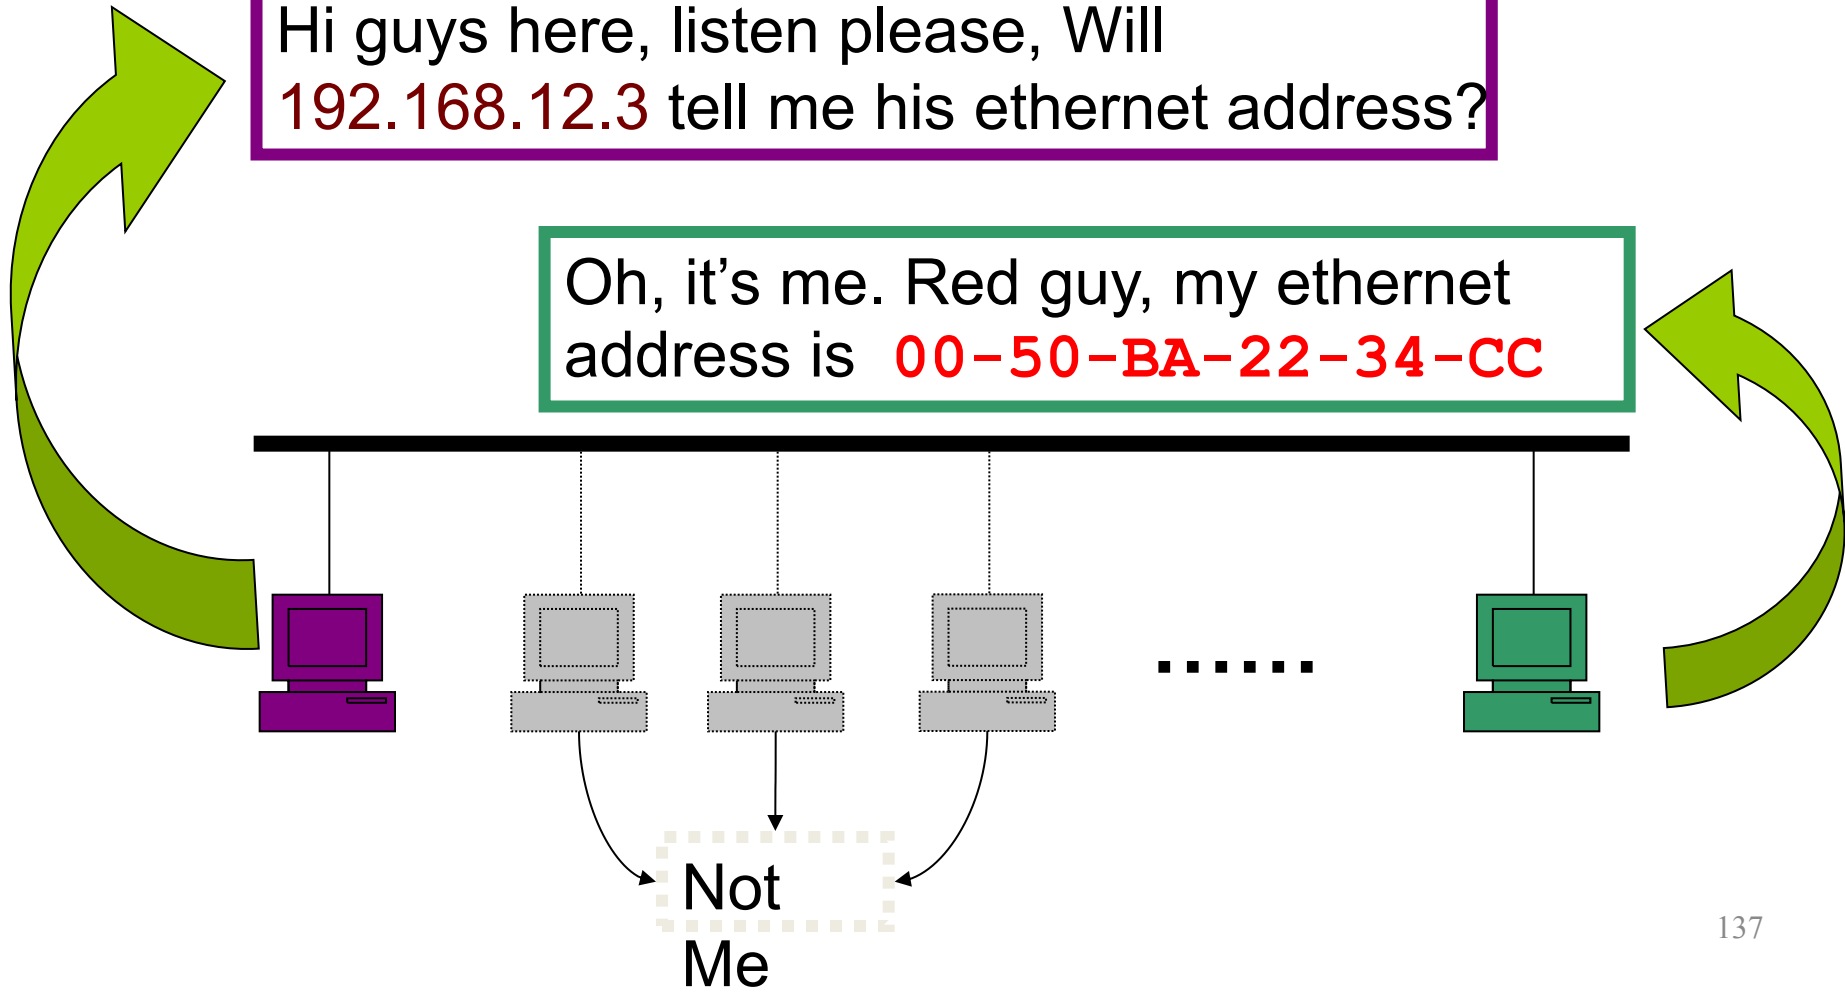 Hi guys here, listen please, Will
192.168.12.3 tell me his ethernet address?
Oh, it’s me. Red guy, my ethernet
address is 00-50-BA-22-34-CC
......
Not
Me
137